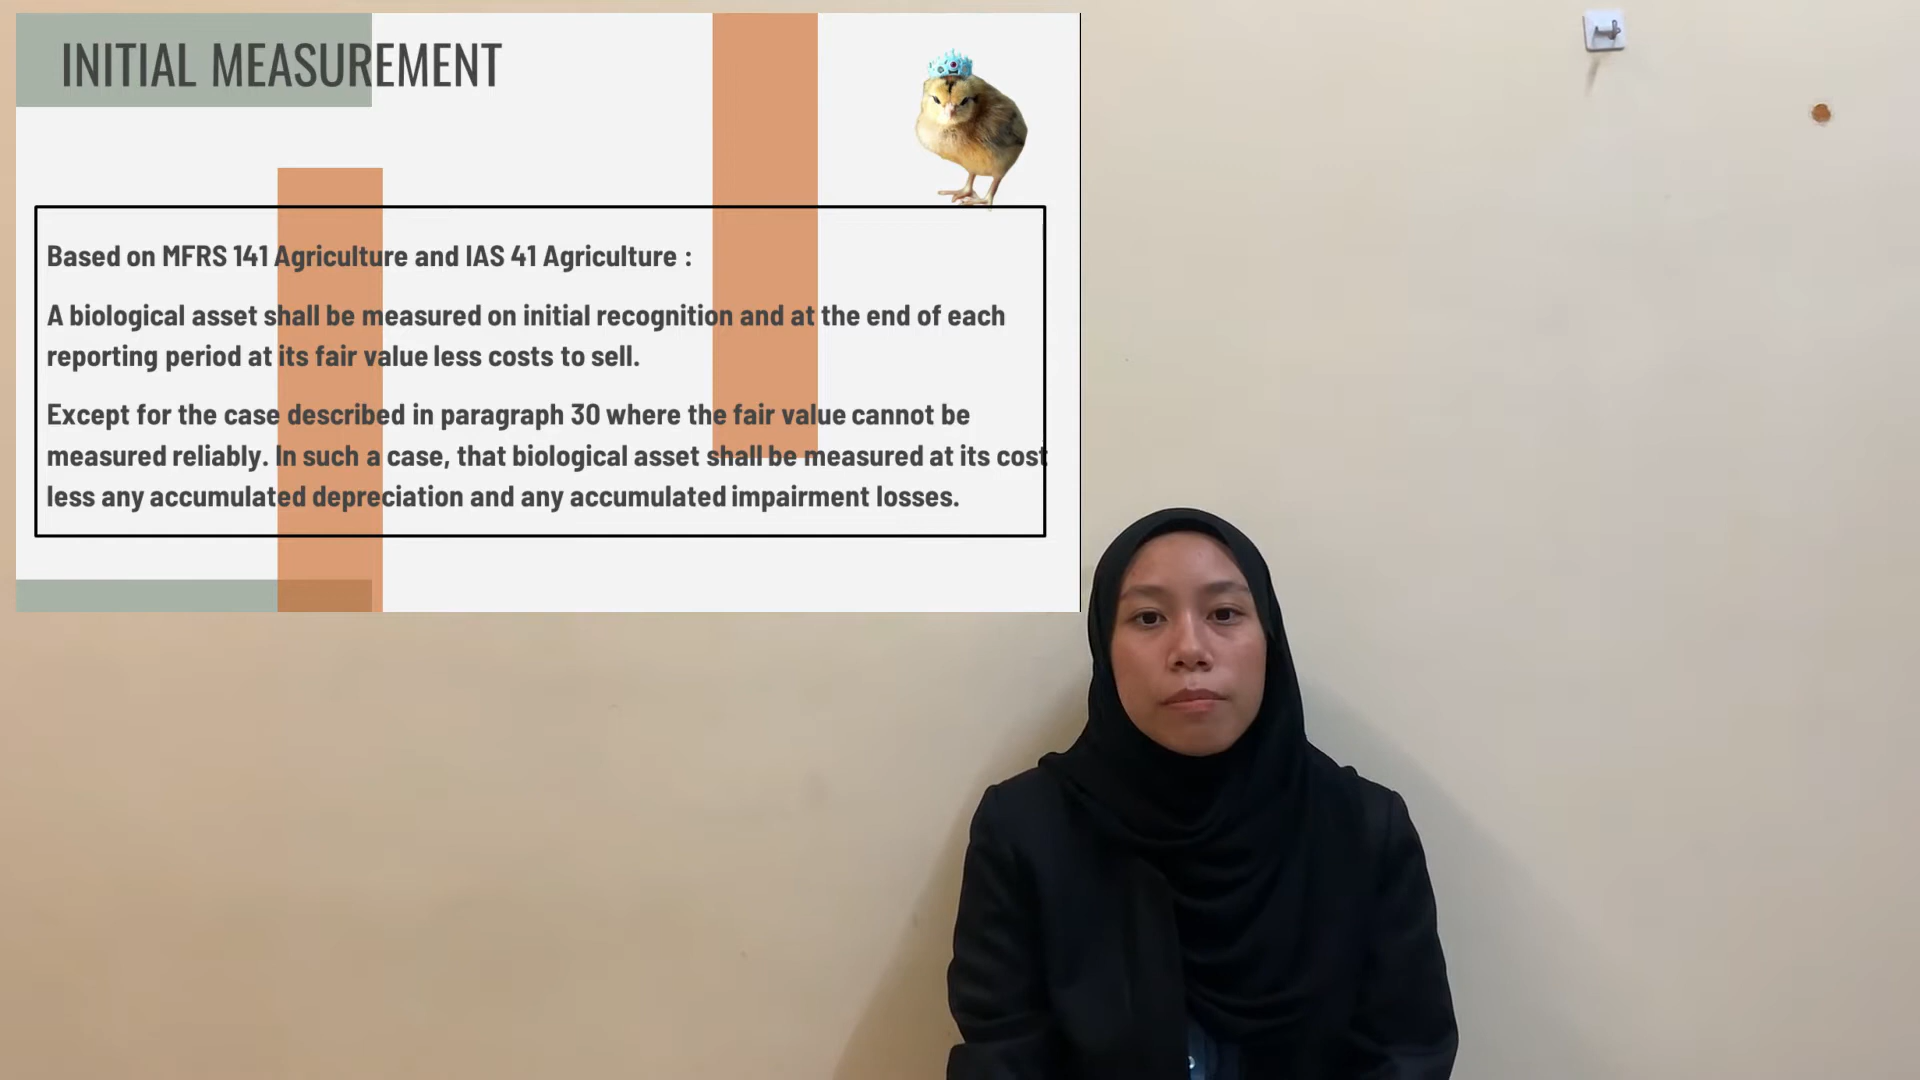 INITIAL MEASUREMENT
Based on MFRS 141 Agriculture and IAS 41 Agriculture :
A biological asset shall be measured on initial recognition and at the end of each
reporting period at its fair value less costs to sell.
Except for the case described in paragraph 30 where the fair value cannot be
measured reliably. In such a case, that biological asset shall be measured at its cost
less any accumulated depreciation and any accumulated impairment losses.